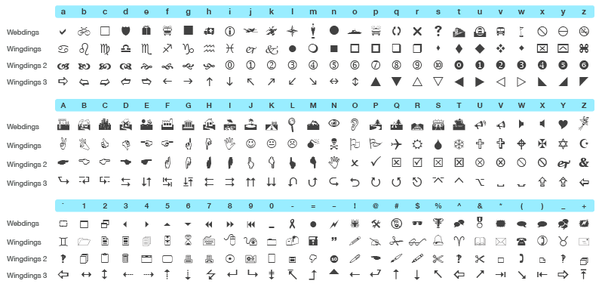 a b c d e f g h i j k l m n o p q r s t u v w x y z
Webdings
Wingdings
Wingdings 2
Wingdings 3
A B C D E F G H I J K L M N O P Q R S T U V W X Y Z
Webdings
Wingdings
Wingdings 2
Wingdings 3
` 1 2 3 4 5 6 7 8 9 0 - = ~ ! @ # $ % ^ & * ( ) _ +
Webdings
Wingdings
Wingdings 2
Wingdings 3